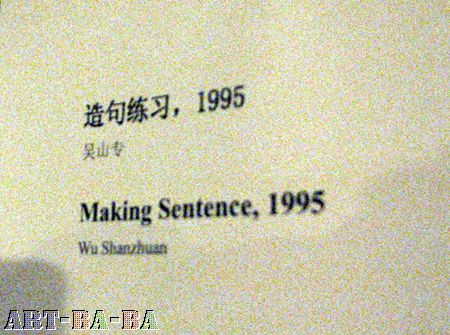 造句练习，1995
吴山专
Making Sentence, 1995
Wu Shanzhuan
ART-BA-BA